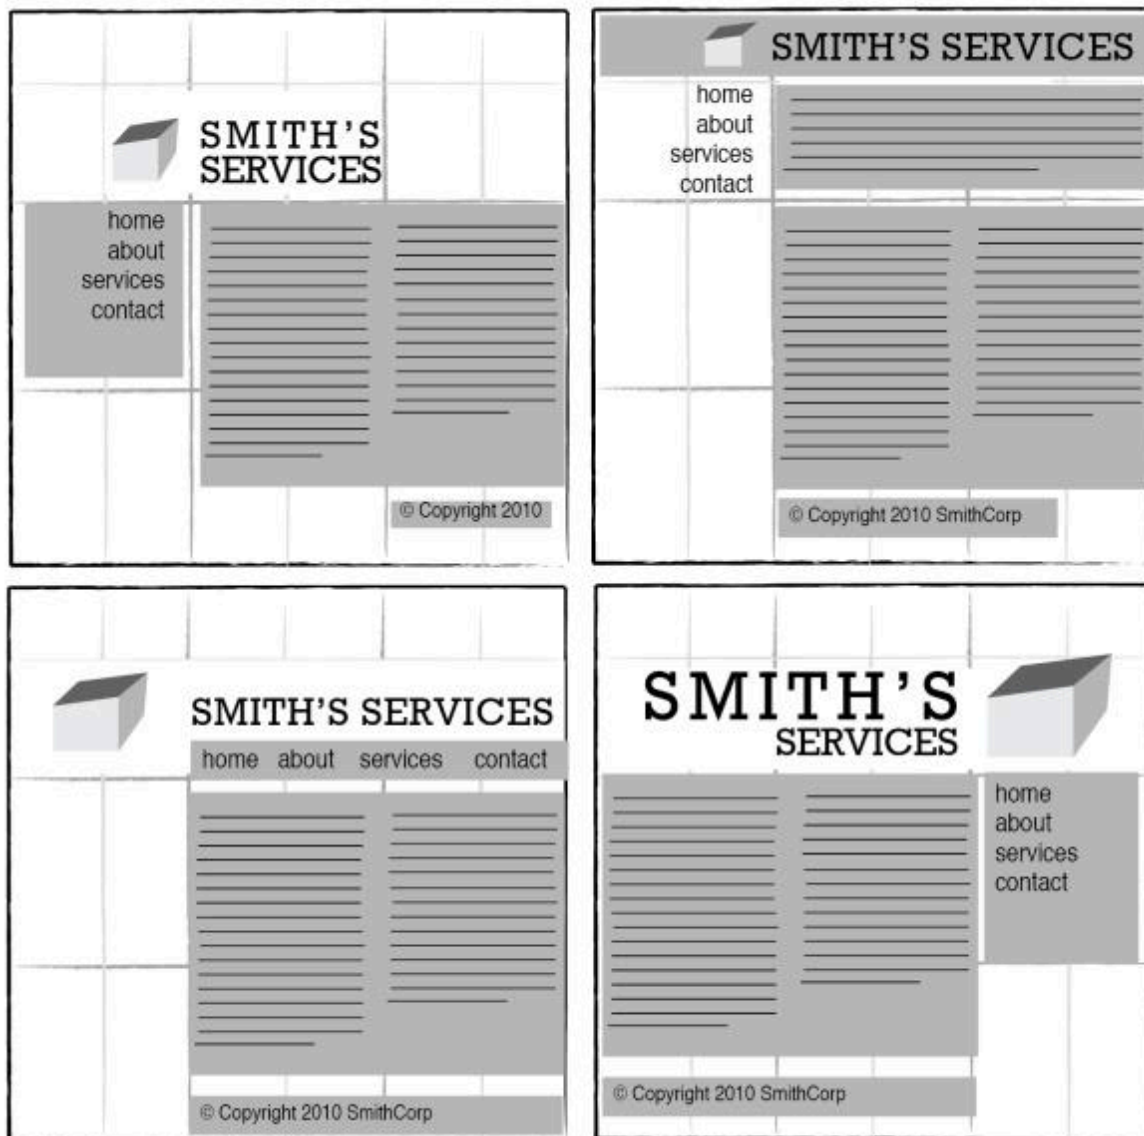 SMITH'S
SERVICES
home
about
services
contact
© Copyright 2010
SMITH'S SERVICES
home
about
services
contact
© Copyright 2010 SmithCorp
SMITH'S SERVICES
home about services contact
© Copyright 2010 SmithCorp
SMITH'S
SERVICES
home
about
services
contact
© Copyright 2010 SmithCorp